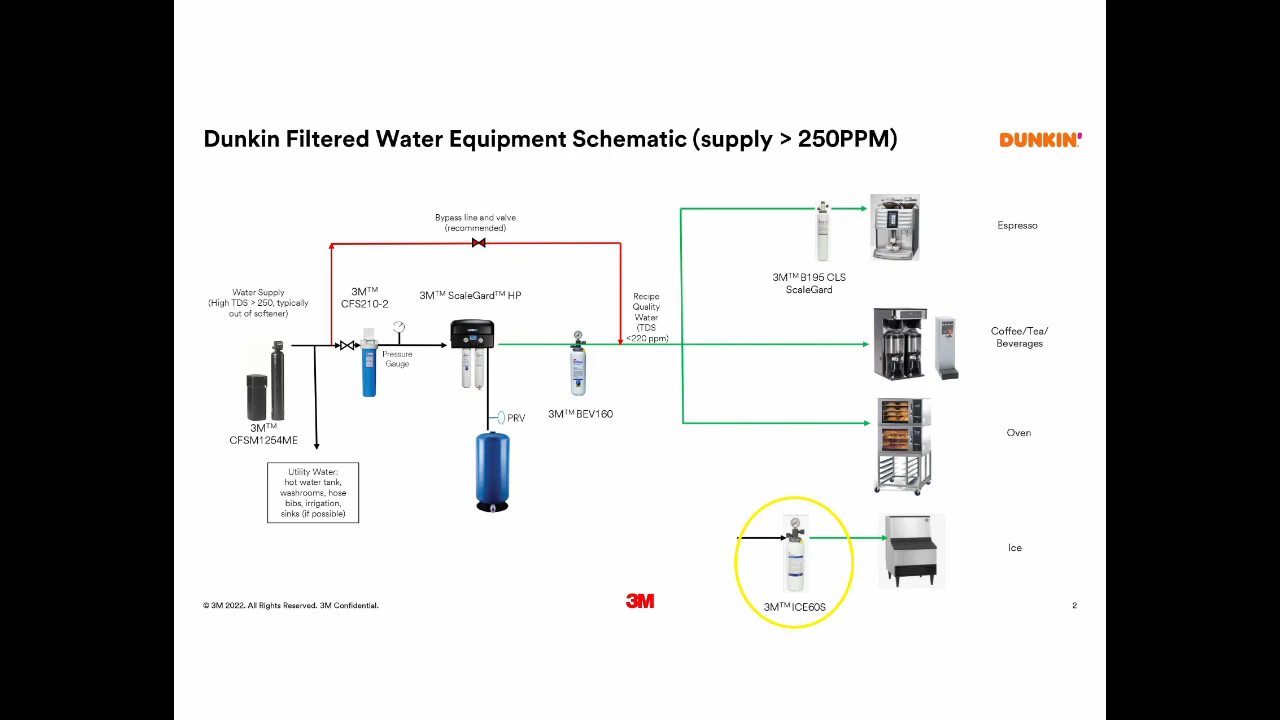 Dunkin Filtered Water Equipment Schematic (supply > 250PPM)
DUNKIN'
Bypass line and valve
(recommended)
Water Supply
(High TDS > 250, typically
out of softener)
3M™
CFS210-2
3M™ ScaleGard™ HP
Recipe
Quality
Water
(TDS
<220 ppm)
3M™ B195 CLS
ScaleGard
Espresso
Pressure
Gauge
Coffee/Tea/
Beverages
3M™
CFSM1254ME
3M™ BEV160
PRV
Oven
Utility Water:
hot water tank,
washrooms, hose
bibs, irrigation,
sinks (if possible)
Ice
3M™ ICE60S
© 3M 2022. All Rights Reserved. 3M Confidential.
3M
2